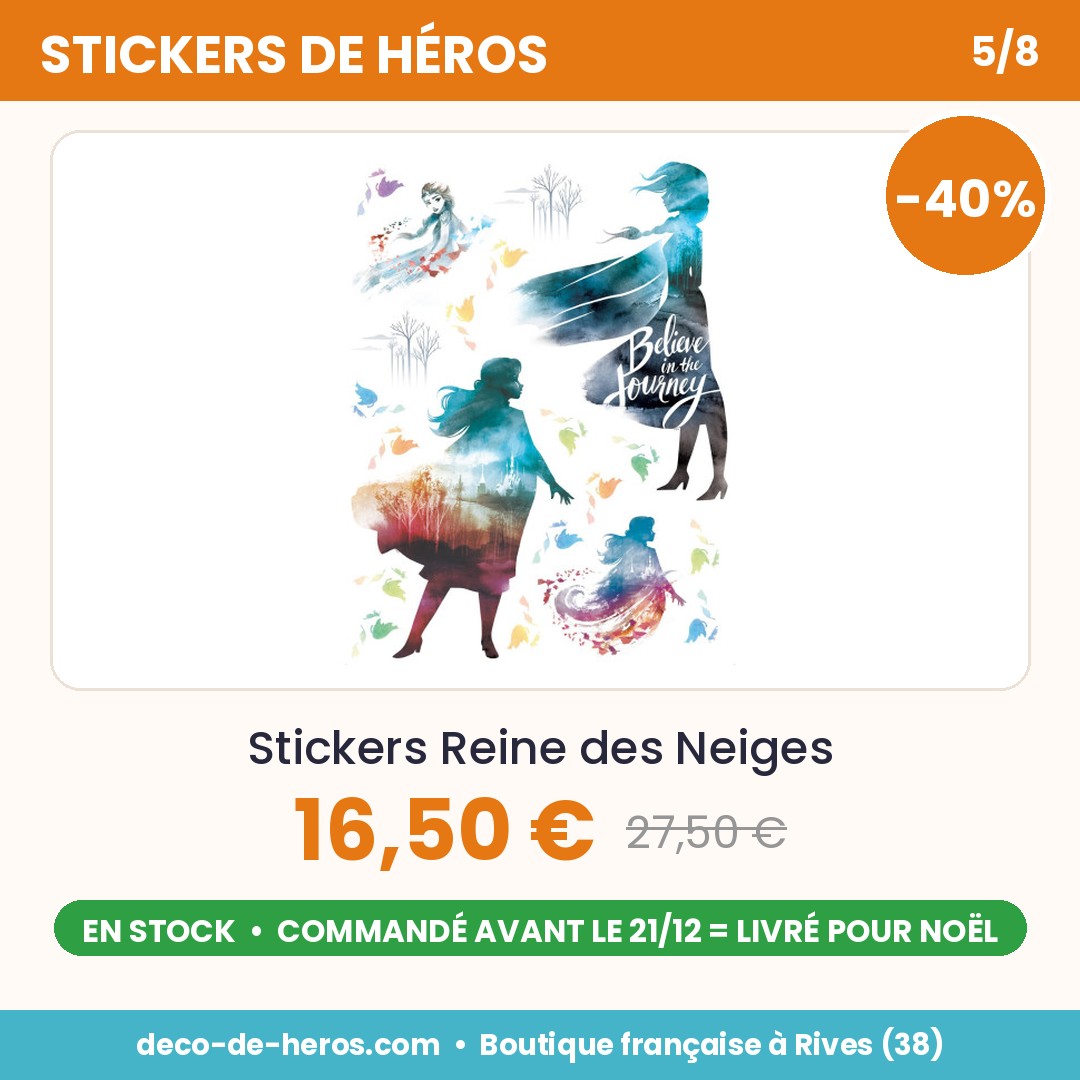 STICKERS DE HÉROS
5/8
-40%
Believe
in the
Journey
Stickers Reine des Neiges
16,50 € 27,50 €
EN STOCK • COMMANDÉ AVANT LE 21/12 = LIVRÉ POUR NOËL
deco-de-heros.com • Boutique française à Rives (38)